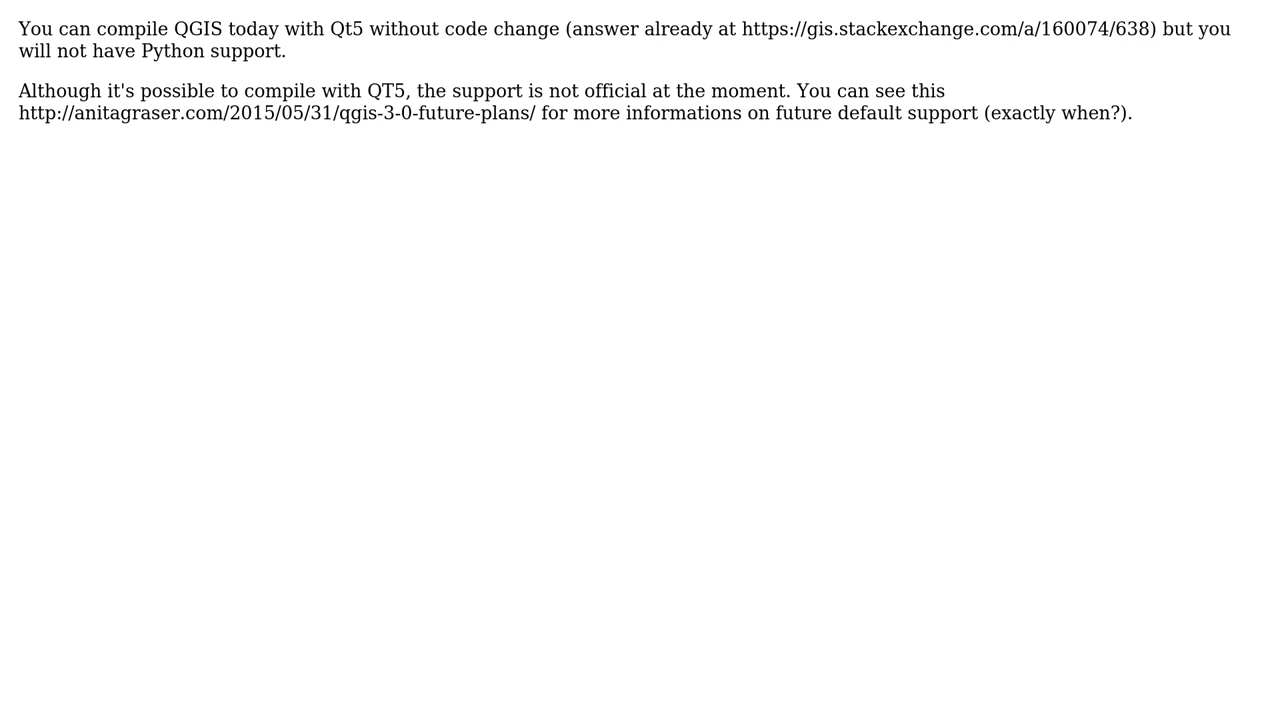 You can compile QGIS today with Qt5 without code change (answer already at https://gis.stackexchange.com/a/160074/638) but you
will not have Python support.
Although it's possible to compile with QT5, the support is not official at the moment. You can see this
http://anitagraser.com/2015/05/31/qgis-3-0-future-plans/ for more informations on future default support (exactly when?).